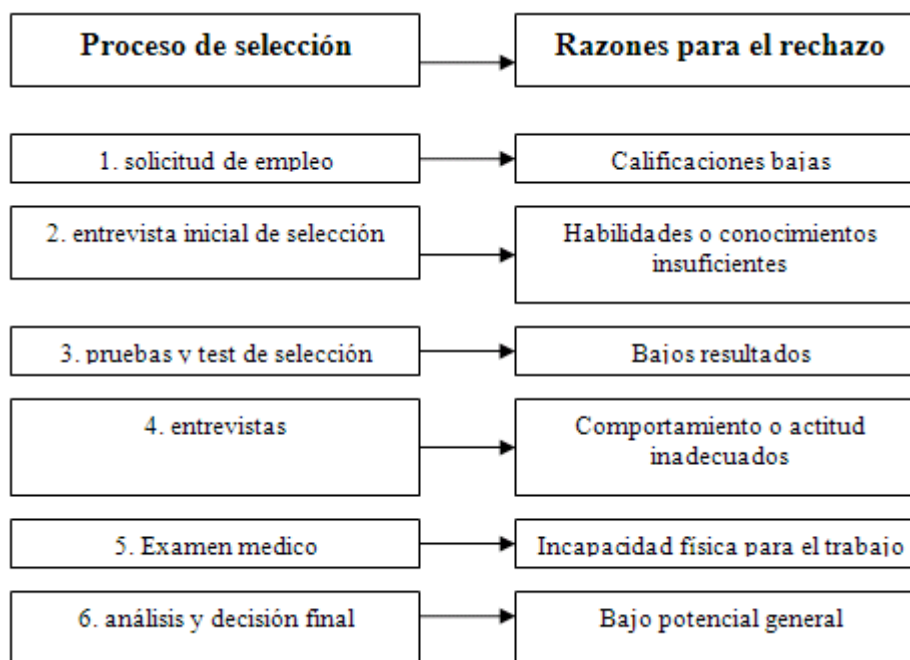 Proceso de selección
Razones para el rechazo
1. solicitud de empleo
Calificaciones bajas
2. entrevista inicial de selección
Habilidades o conocimientos
insuficientes
3. pruebas y test de selección
Bajos resultados
4. entrevistas
Comportamiento o actitud
inadecuados
5. Examen medico
Incapacidad física para el trabajo
6. análisis y decisión final
Bajo potencial general